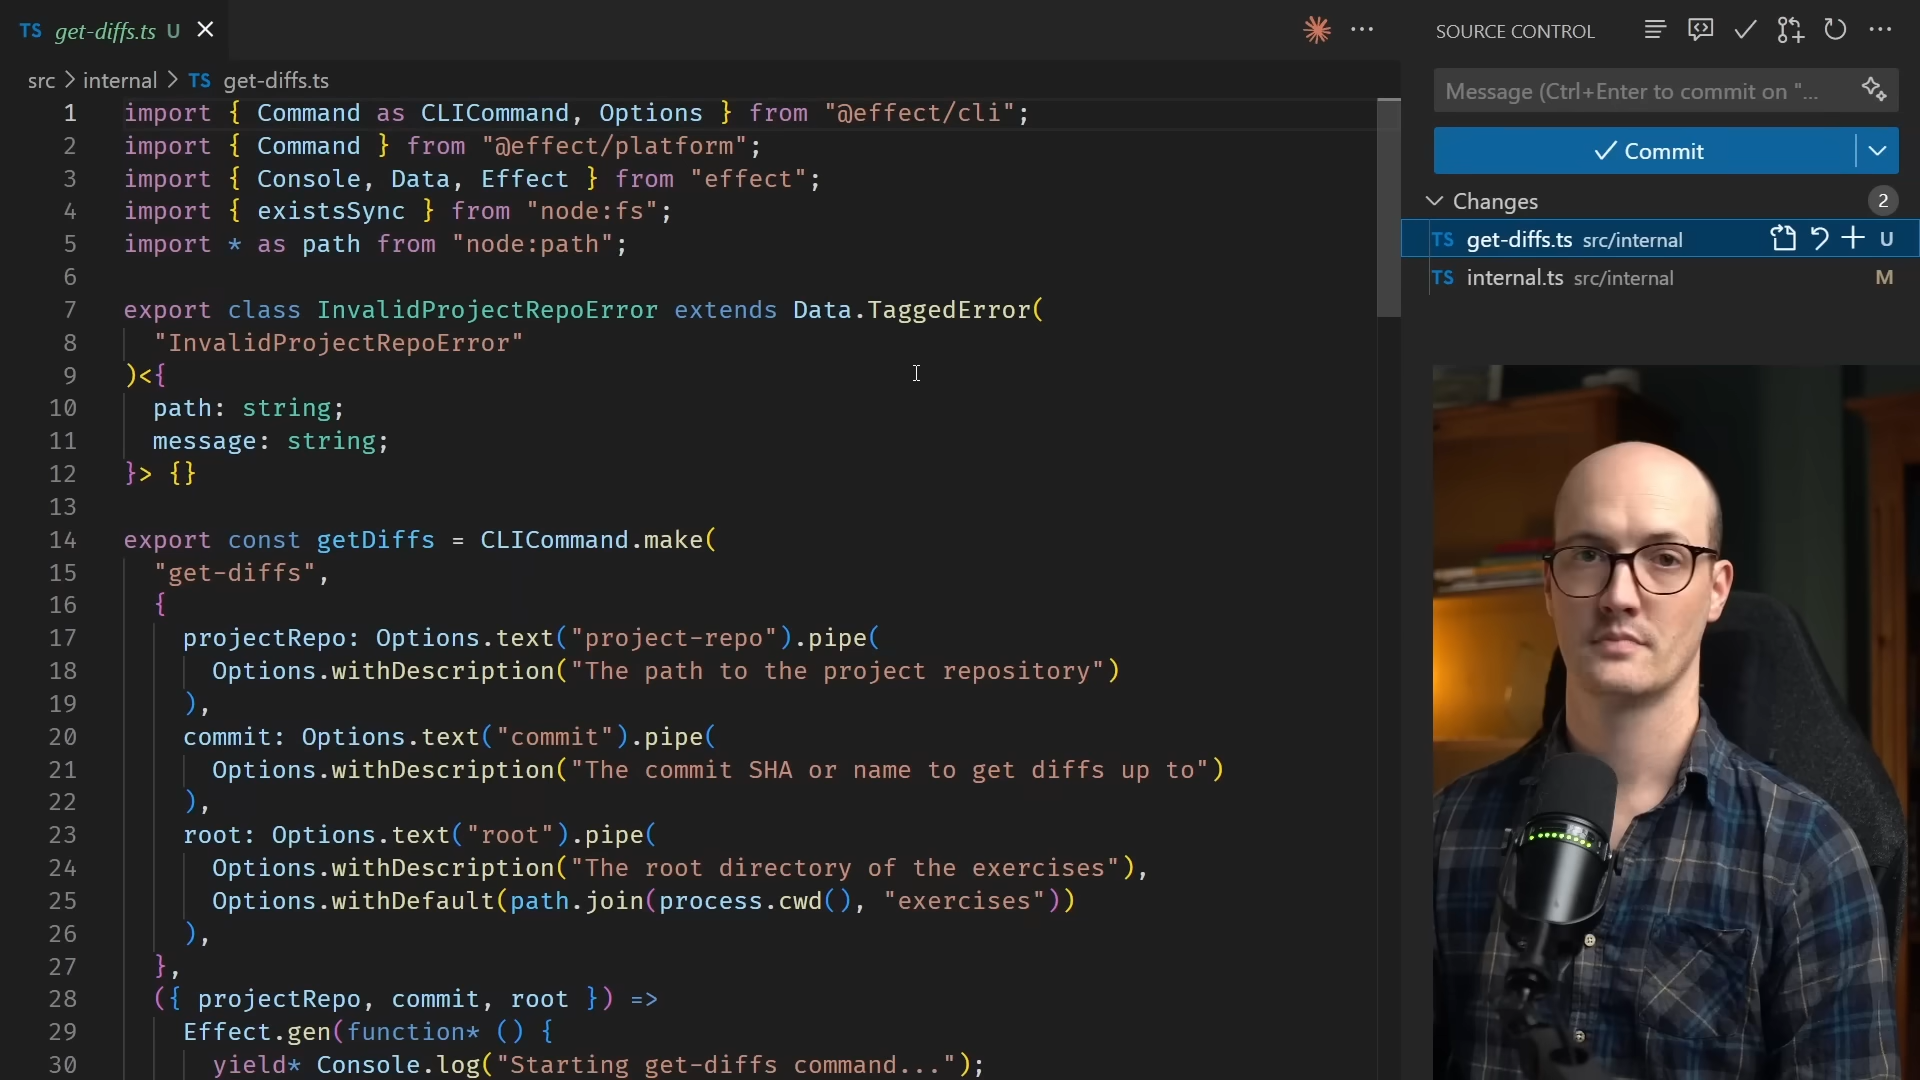 TS get-diffs.ts U
SOURCE CONTROL
src > internal > TS get-diffs.ts
Message (Ctrl+Enter to commit on "...
Commit
Changes 2
TS get-diffs.ts src/internal U
TS internal.ts src/internal M
1 import { Command as CLICommand, Options } from "@effect/cli";
2 import { Command } from "@effect/platform";
3 import { Console, Data, Effect } from "effect";
4 import { existsSync } from "node:fs";
5 import * as path from "node:path";
6
7 export class InvalidProjectRepoError extends Data.TaggedError(
8 "InvalidProjectRepoError"
9 )<{
10 path: string;
11 message: string;
12 }> {}
13
14 export const getDiffs = CLICommand.make(
15 "get-diffs",
16 {
17 projectRepo: Options.text("project-repo").pipe(
18 Options.withDescription("The path to the project repository")
19 ),
20 commit: Options.text("commit").pipe(
21 Options.withDescription("The commit SHA or name to get diffs up to")
22 ),
23 root: Options.text("root").pipe(
24 Options.withDescription("The root directory of the exercises"),
25 Options.withDefault(path.join(process.cwd(), "exercises"))
26 ),
27 },
28 ({ projectRepo, commit, root }) =>
29 Effect.gen(function* () {
30 yield* Console.log("Starting get-diffs command...");